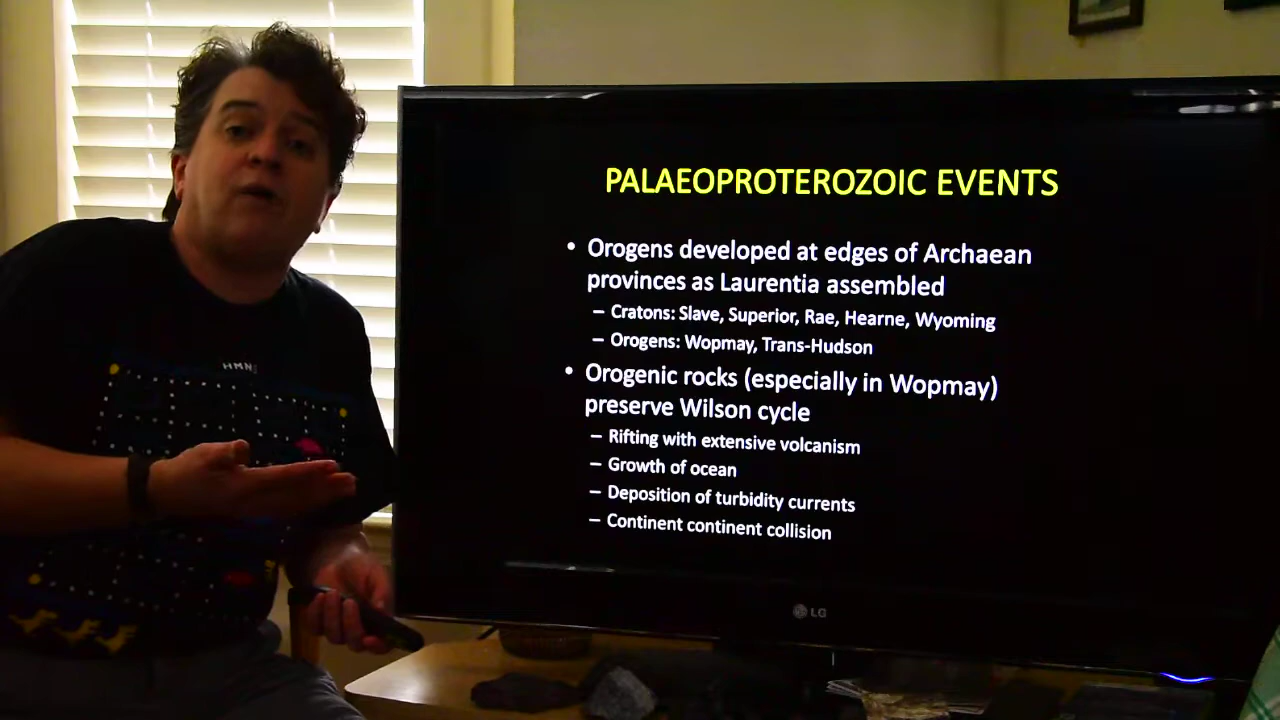 PALAEOPROTEROZOIC EVENTS
• Orogens developed at edges of Archaean
provinces as Laurentia assembled
– Cratons: Slave, Superior, Rae, Hearne, Wyoming
– Orogens: Wopmay, Trans-Hudson
• Orogenic rocks (especially in Wopmay)
preserve Wilson cycle
– Rifting with extensive volcanism
– Growth of ocean
– Deposition of turbidity currents
– Continent continent collision
LG